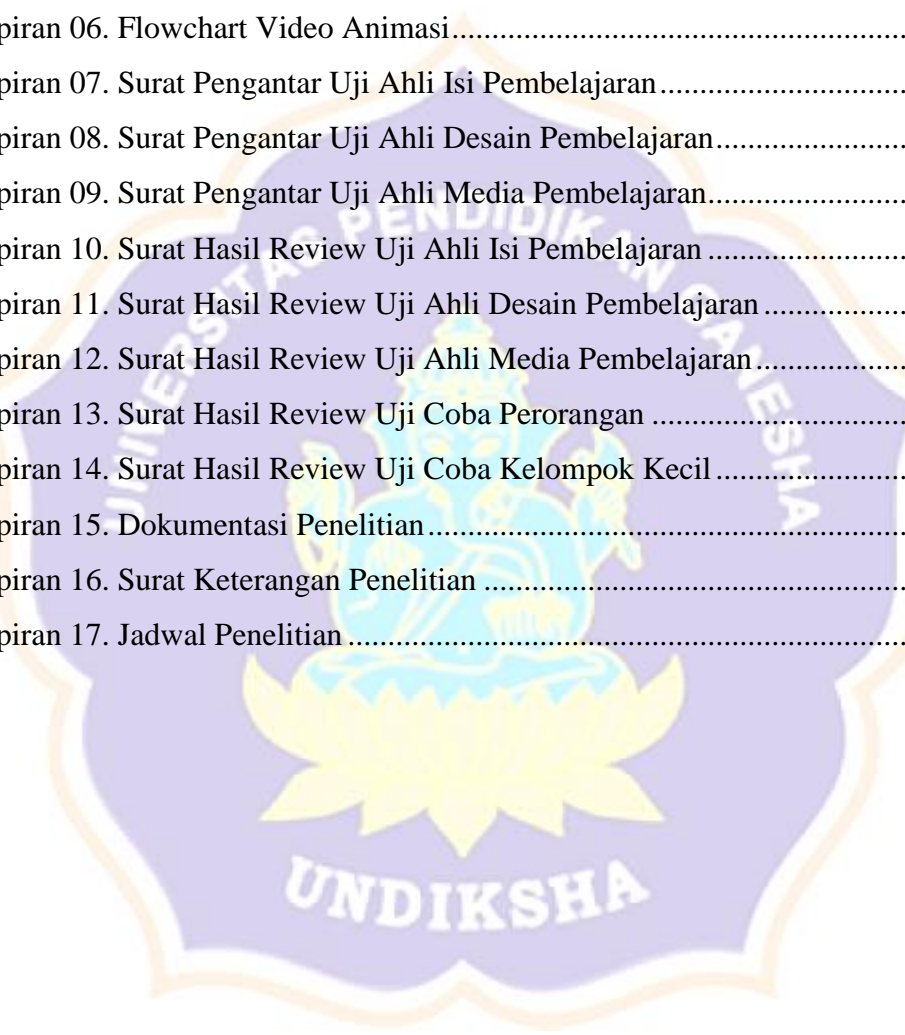 piran 06. Flowchart Video Animasi................................................................
piran 07. Surat Pengantar Uji Ahli Isi Pembelajaran...................................
piran 08. Surat Pengantar Uji Ahli Desain Pembelajaran...........................
piran 09. Surat Pengantar Uji Ahli Media Pembelajaran............................
piran 10. Surat Hasil Review Uji Ahli Isi Pembelajaran ............................
piran 11. Surat Hasil Review Uji Ahli Desain Pembelajaran ....................
piran 12. Surat Hasil Review Uji Ahli Media Pembelajaran .....................
piran 13. Surat Hasil Review Uji Coba Perorangan ...................................
piran 14. Surat Hasil Review Uji Coba Kelompok Kecil ...........................
piran 15. Dokumentasi Penelitian ...............................................................
piran 16. Surat Keterangan Penelitian ........................................................
piran 17. Jadwal Penelitian .........................................................................
UNIVERSITAS PENDIDIKAN GANESHA
UNDIKSHA